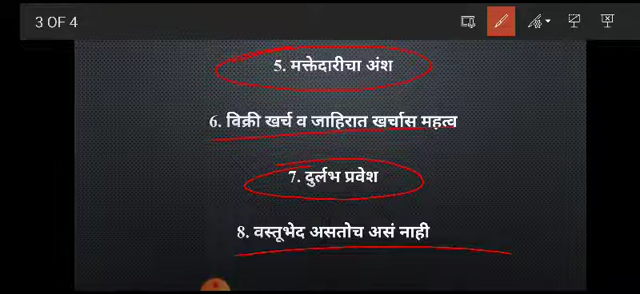 3 OF 4
5. मक्तेदारीचा अंश
6. विक्री खर्च व जाहिरात खर्चास महत्व
7. दुर्लभ प्रवेश
8. वस्तूभेद असतोच असं नाही